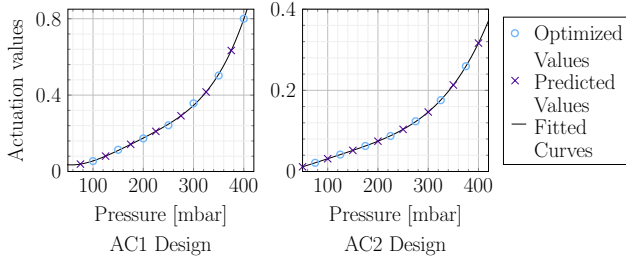 Actuation values
0.8
0.4
0
100
200
300
400
Pressure [mbar]
AC1 Design
0.4
0.2
0
100
200
300
400
Pressure [mbar]
AC2 Design
Optimized
Values
Predicted
Values
Fitted
Curves